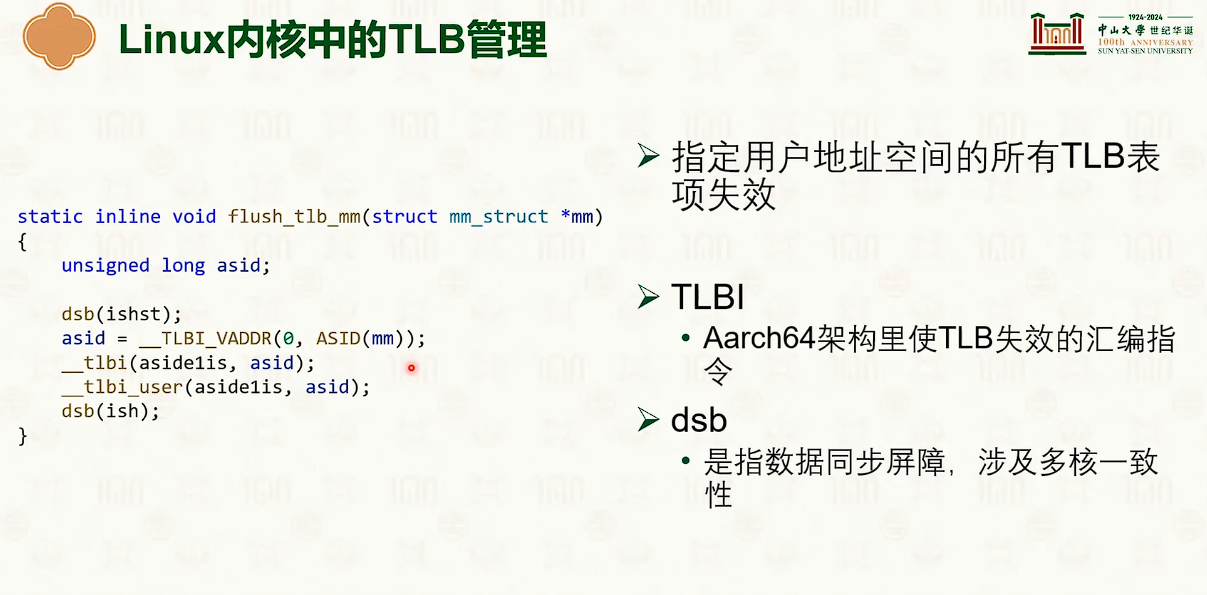 Linux内核中的TLB管理
1924-2024
中山大学 世纪华诞
100th ANNIVERSARY
SUN YAT-SEN UNIVERSITY
static inline void flush_tlb_mm(struct mm_struct *mm)
{
    unsigned long asid;
    dsb(ishst);
    asid = __TLBI_VADDR(0, ASID(mm));
    __tlbi(aside1is, asid);
    __tlbi_user(aside1is, asid);
    dsb(ish);
}
➢ 指定用户地址空间的所有TLB表
项失效
➢ TLBI
• Aarch64架构里使TLB失效的汇编指
令
➢ dsb
• 是指数据同步屏障，涉及多核一致
性